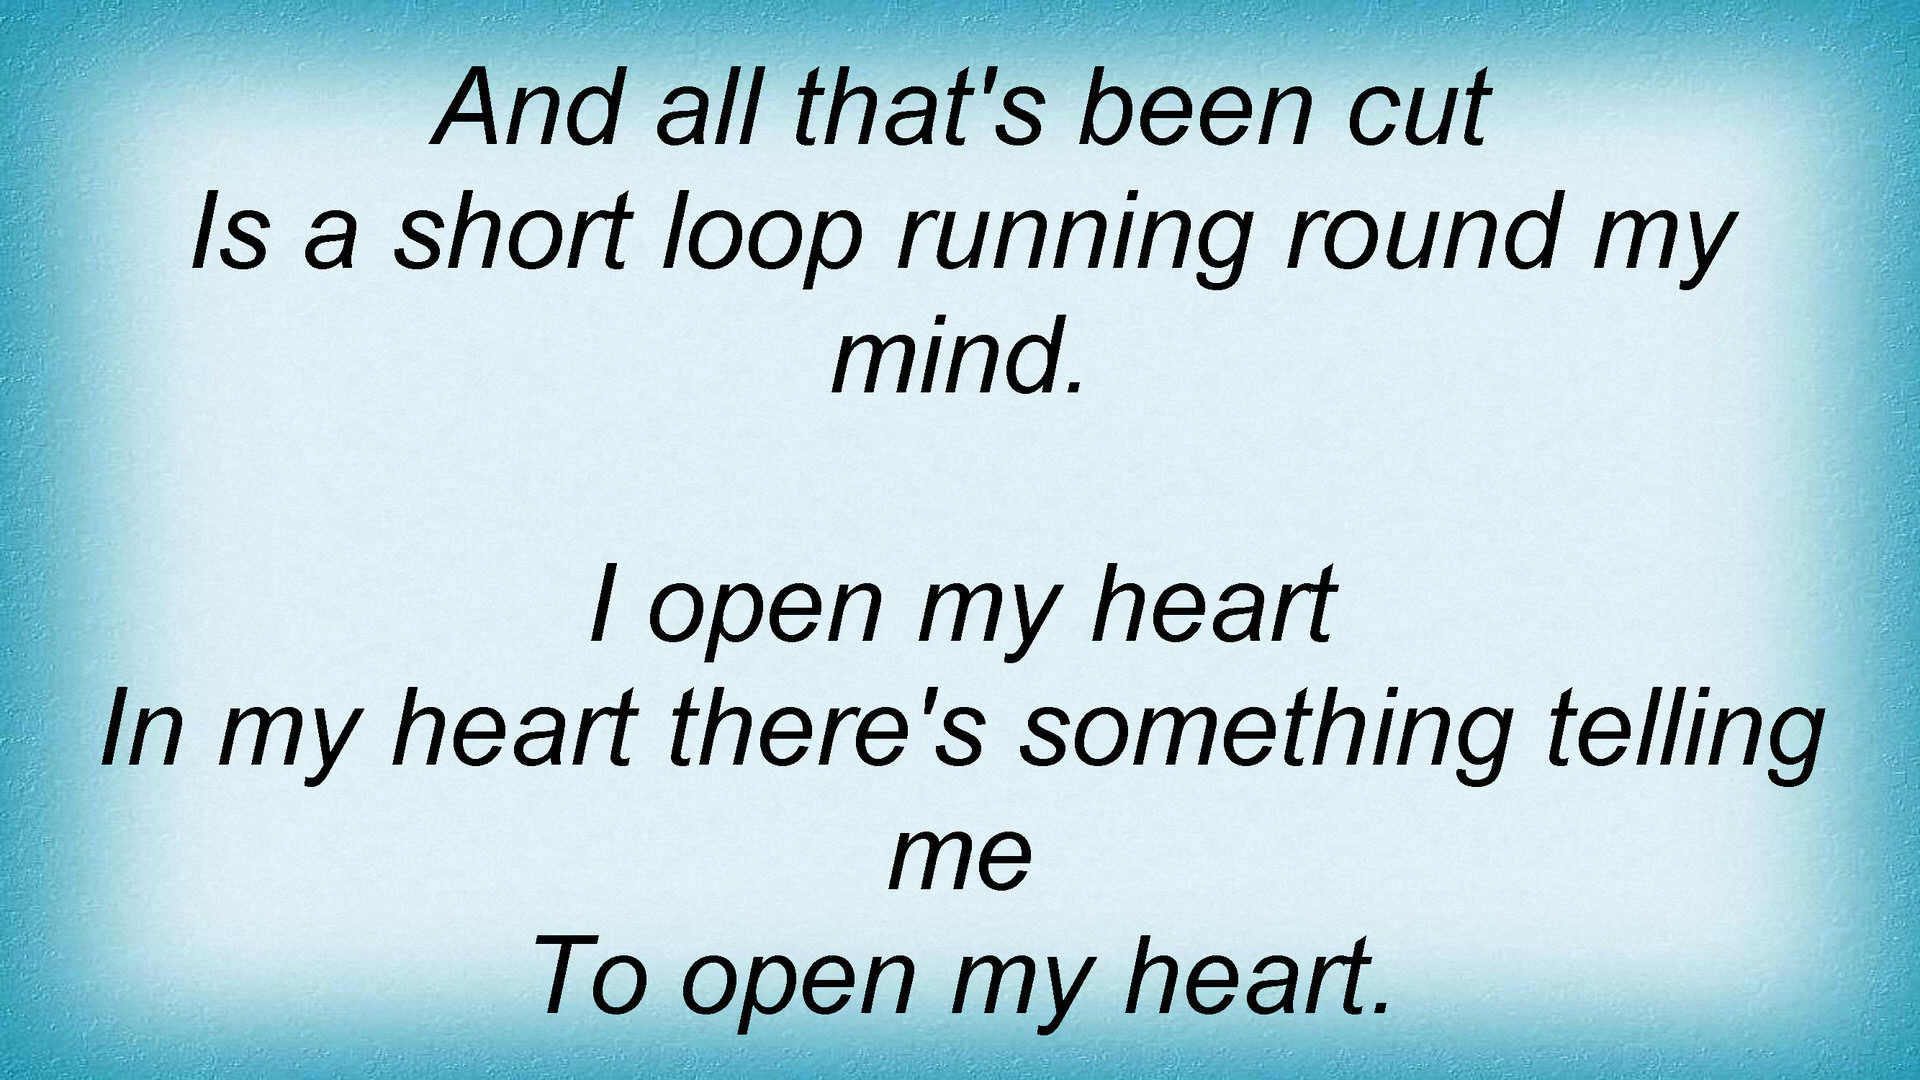 And all that's been cut
Is a short loop running round my
mind.
I open my heart
In my heart there's something telling
me
To open my heart.